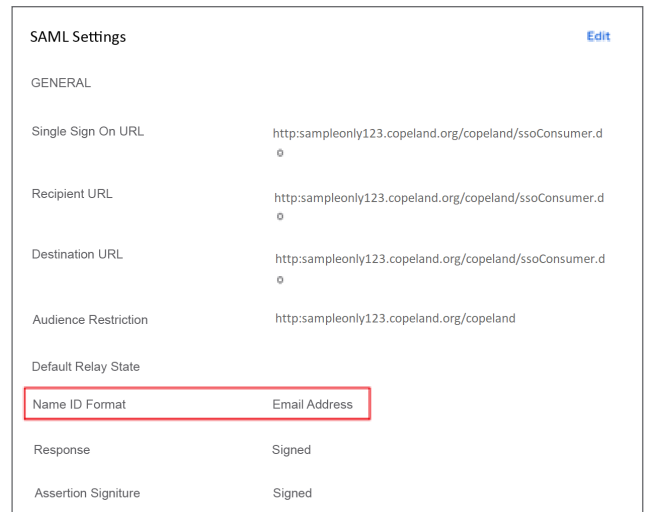 SAML Settings Edit
GENERAL
Single Sign On URL http:sampleonly123.copeland.org/copeland/ssoConsumer.d
o
Recipient URL http:sampleonly123.copeland.org/copeland/ssoConsumer.d
o
Destination URL http:sampleonly123.copeland.org/copeland/ssoConsumer.d
o
Audience Restriction http:sampleonly123.copeland.org/copeland
Default Relay State
Name ID Format Email Address
Response Signed
Assertion Signiture Signed